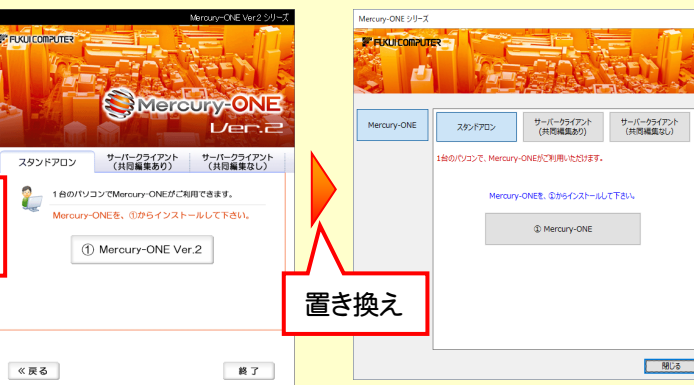 Mercury-ONE Ver.2 シリーズ
FUKUI COMPUTER
Mercury-ONE
Ver.2
スタンドアロン
サーバークライアント
(共同編集あり)
サーバークライアント
(共同編集なし)
1台のパソコンでMercury-ONEがご利用できます。
Mercury-ONEを、①からインストールして下さい。
① Mercury-ONE Ver.2
≪戻る
終了
置き換え
Mercury-ONE シリーズ
FUKUI COMPUTER
Mercury-ONE
スタンドアロン
サーバークライアント
(共同編集あり)
サーバークライアント
(共同編集なし)
1台のパソコンで、Mercury-ONEがご利用いただけます。
Mercury-ONEを、①からインストールして下さい。
① Mercury-ONE
閉じる